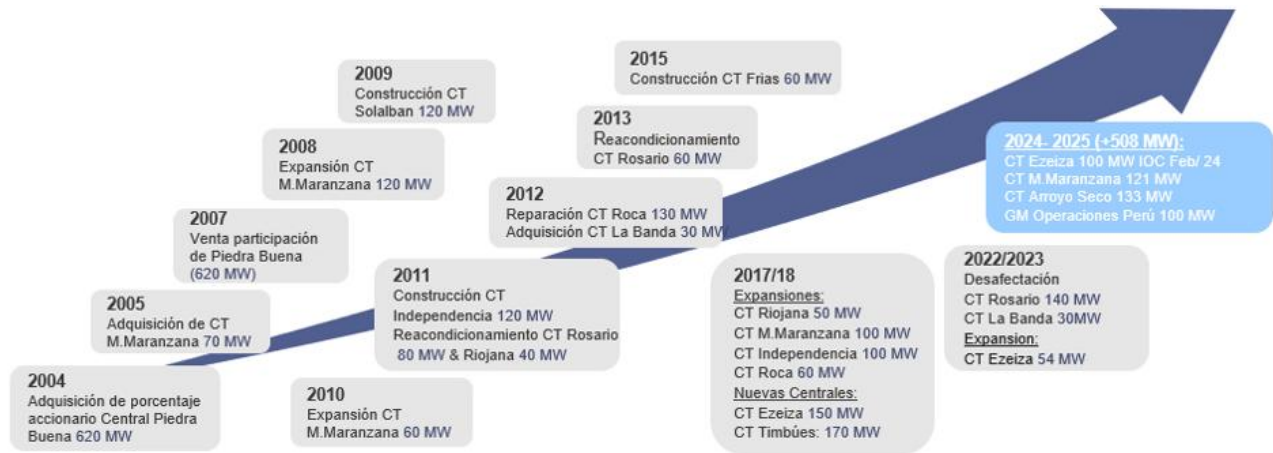 2004
Adquisición de porcentaje
accionario Central Piedra
Buena 620 MW
2005
Adquisición de CT
M.Maranzana 70 MW
2007
Venta participación
de Piedra Buena
(620 MW)
2008
Expansión CT
M.Maranzana 120 MW
2009
Construcción CT
Solalban 120 MW
2010
Expansión CT
M.Maranzana 60 MW
2011
Construcción CT
Independencia 120 MW
Reacondicionamiento CT Rosario
80 MW & Riojana 40 MW
2012
Reparación CT Roca 130 MW
Adquisición CT La Banda 30 MW
2013
Reacondicionamiento
CT Rosario 60 MW
2015
Construcción CT Frias 60 MW
2017/18
Expansiones:
CT Riojana 50 MW
CT M.Maranzana 100 MW
CT Independencia 100 MW
CT Roca 60 MW
Nuevas Centrales:
CT Ezeiza 150 MW
CT Timbúes: 170 MW
2022/2023
Desafectación
CT Rosario 140 MW
CT La Banda 30MW
Expansion:
CT Ezeiza 54 MW
2024- 2025 (+508 MW):
CT Ezeiza 100 MW IOC Feb/ 24
CT M.Maranzana 121 MW
CT Arroyo Seco 133 MW
GM Operaciones Perú 100 MW